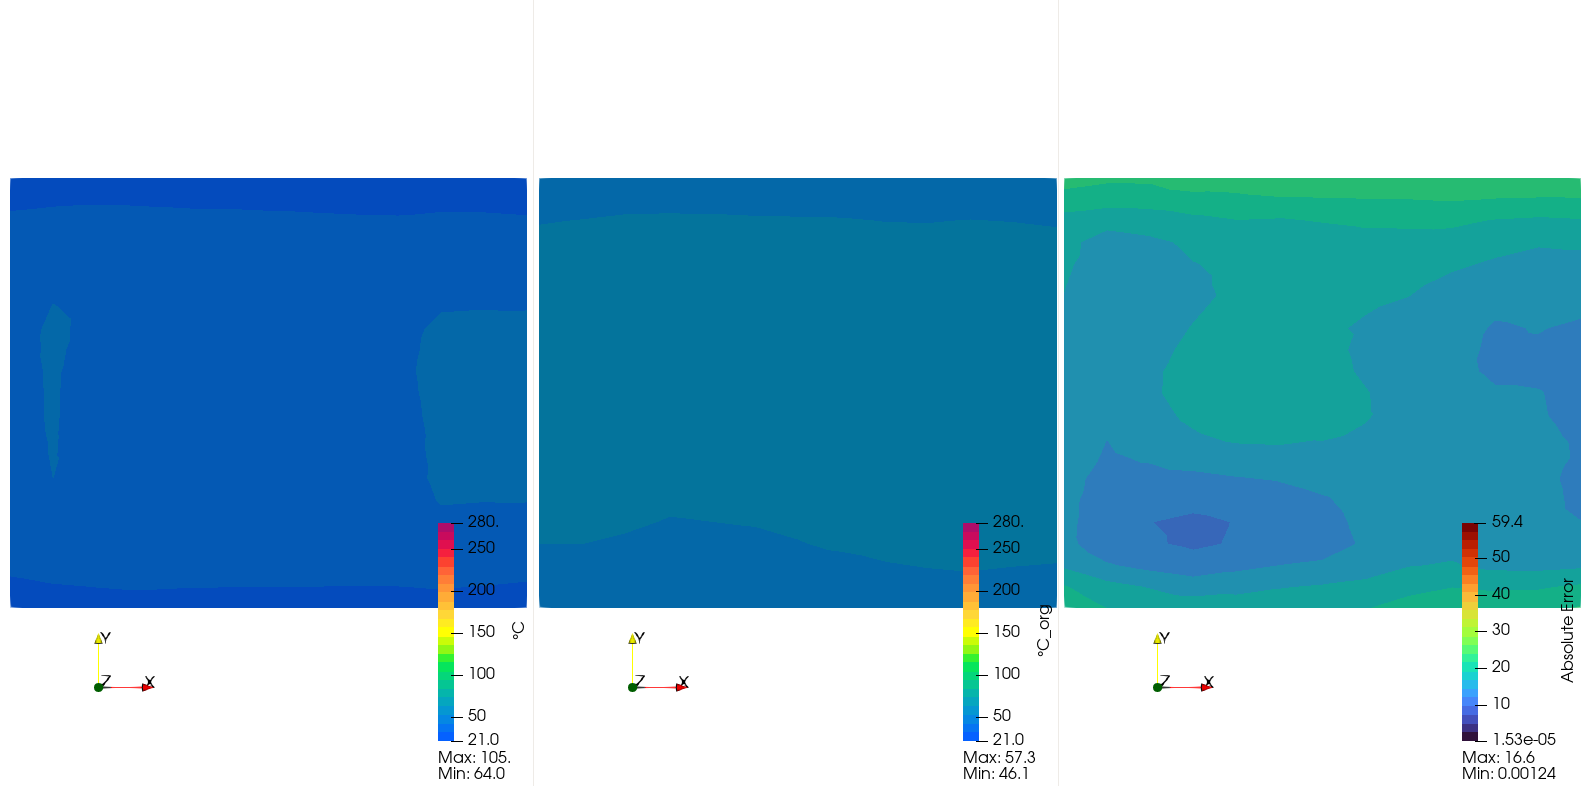 280.
250
200
150
100
50
21.0
°C
Max: 105.
Min: 64.0
Y
Z
X
280.
250
200
150
100
50
21.0
°C_org
Max: 57.3
Min: 46.1
Y
Z
X
59.4
50
40
30
20
10
1.53e-05
Absolute Error
Max: 16.6
Min: 0.00124
Y
Z
X